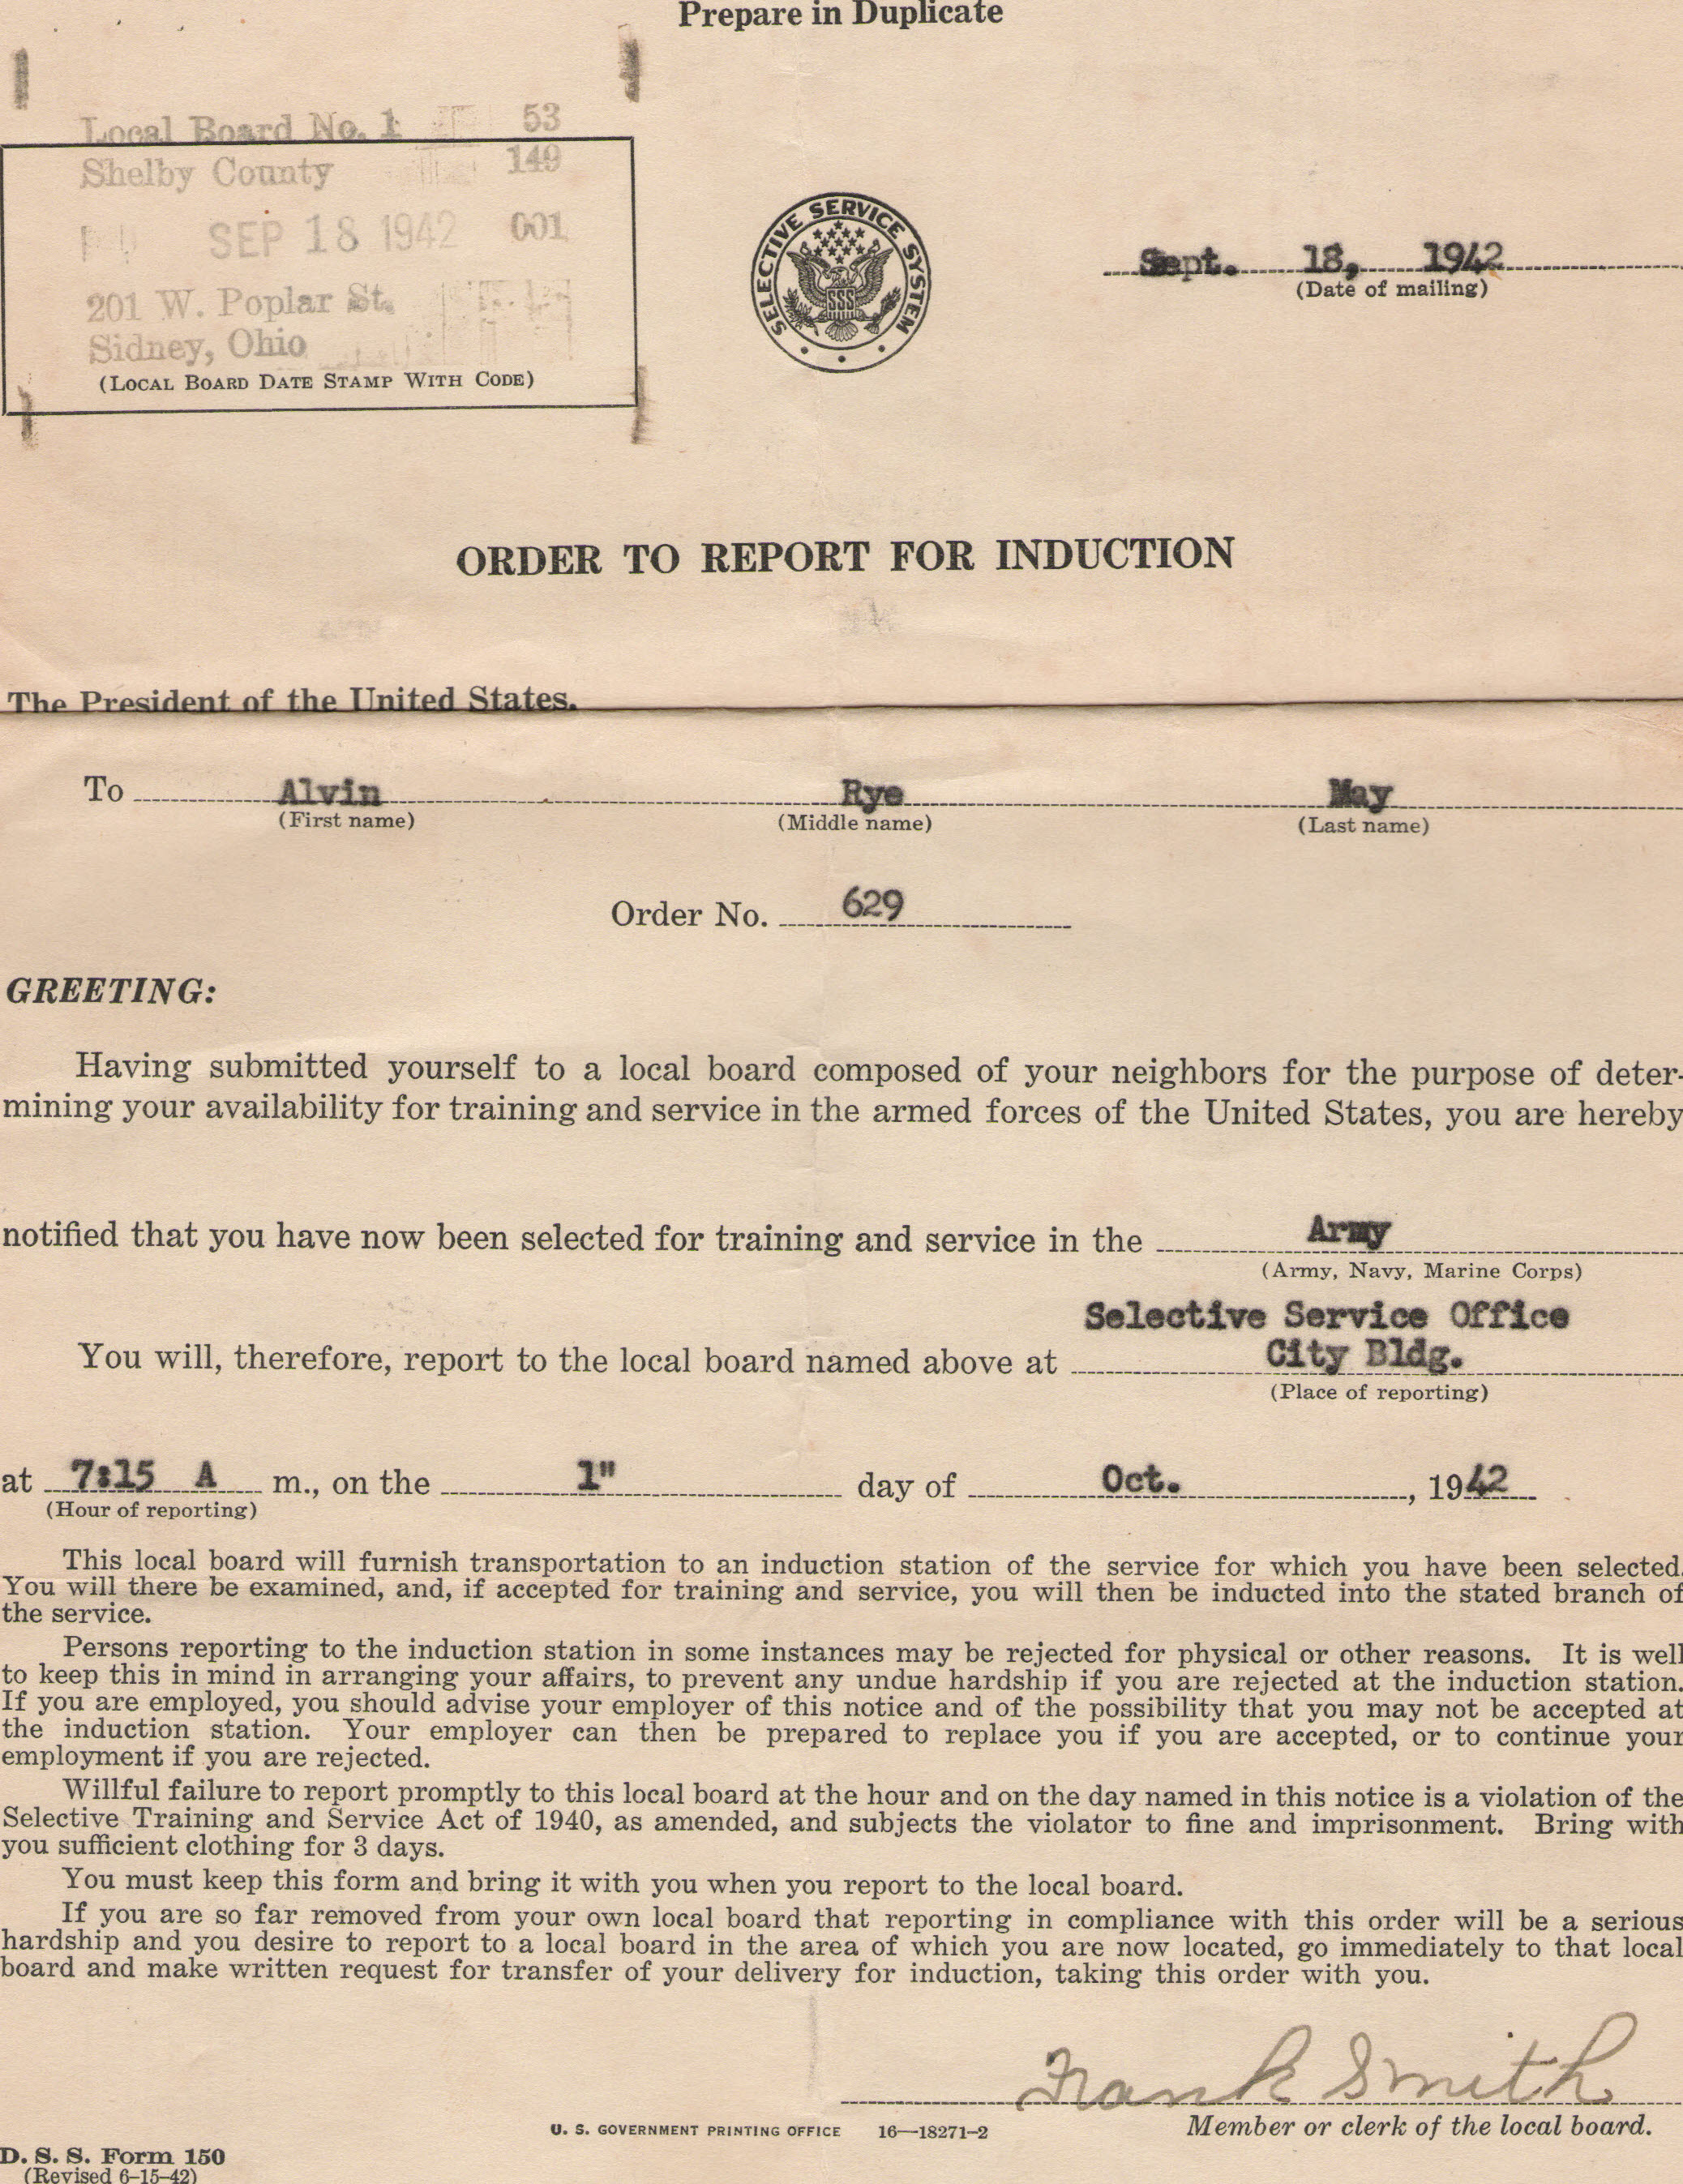 Prepare in Duplicate
Local Board No. 1 53
Shelby County 149
SEP 18 1942 001
201 W. Poplar St.
Sidney, Ohio
(LOCAL BOARD DATE STAMP WITH CODE)
SELECTIVE SERVICE SYSTEM
SSS
Sept. 18, 1942
(Date of mailing)
ORDER TO REPORT FOR INDUCTION
The President of the United States.
To Alvin Rye May
(First name) (Middle name) (Last name)
Order No. 629
GREETING:
Having submitted yourself to a local board composed of your neighbors for the purpose of deter-
mining your availability for training and service in the armed forces of the United States, you are hereby
notified that you have now been selected for training and service in the Army
(Army, Navy, Marine Corps)
Selective Service Office
You will, therefore, report to the local board named above at City Bldg.
(Place of reporting)
at 7:15 A m., on the 1" day of Oct. , 1942
(Hour of reporting)
This local board will furnish transportation to an induction station of the service for which you have been selected.
You will there be examined, and, if accepted for training and service, you will then be inducted into the stated branch of
the service.
Persons reporting to the induction station in some instances may be rejected for physical or other reasons. It is well
to keep this in mind in arranging your affairs, to prevent any undue hardship if you are rejected at the induction station.
If you are employed, you should advise your employer of this notice and of the possibility that you may not be accepted at
the induction station. Your employer can then be prepared to replace you if you are accepted, or to continue your
employment if you are rejected.
Willful failure to report promptly to this local board at the hour and on the day named in this notice is a violation of the
Selective Training and Service Act of 1940, as amended, and subjects the violator to fine and imprisonment. Bring with
you sufficient clothing for 3 days.
You must keep this form and bring it with you when you report to the local board.
If you are so far removed from your own local board that reporting in compliance with this order will be a serious
hardship and you desire to report to a local board in the area of which you are now located, go immediately to that local
board and make written request for transfer of your delivery for induction, taking this order with you.
Frank Smith
U. S. GOVERNMENT PRINTING OFFICE 16—18271-2 Member or clerk of the local board.
D. S. S. Form 150
(Revised 6-15-42)